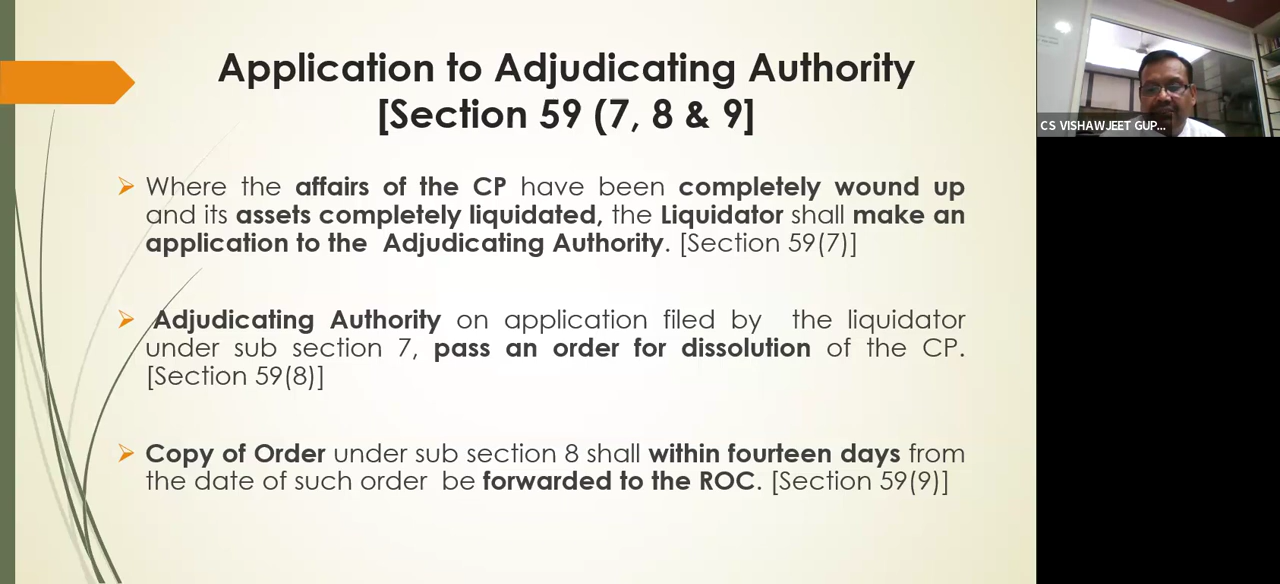 Application to Adjudicating Authority
[Section 59 (7, 8 & 9]
Where the affairs of the CP have been completely wound up
and its assets completely liquidated, the Liquidator shall make an
application to the Adjudicating Authority. [Section 59(7)]
Adjudicating Authority on application filed by the liquidator
under sub section 7, pass an order for dissolution of the CP.
[Section 59(8)]
Copy of Order under sub section 8 shall within fourteen days from
the date of such order be forwarded to the ROC. [Section 59(9)]
CS VISHAWJEET GUP...